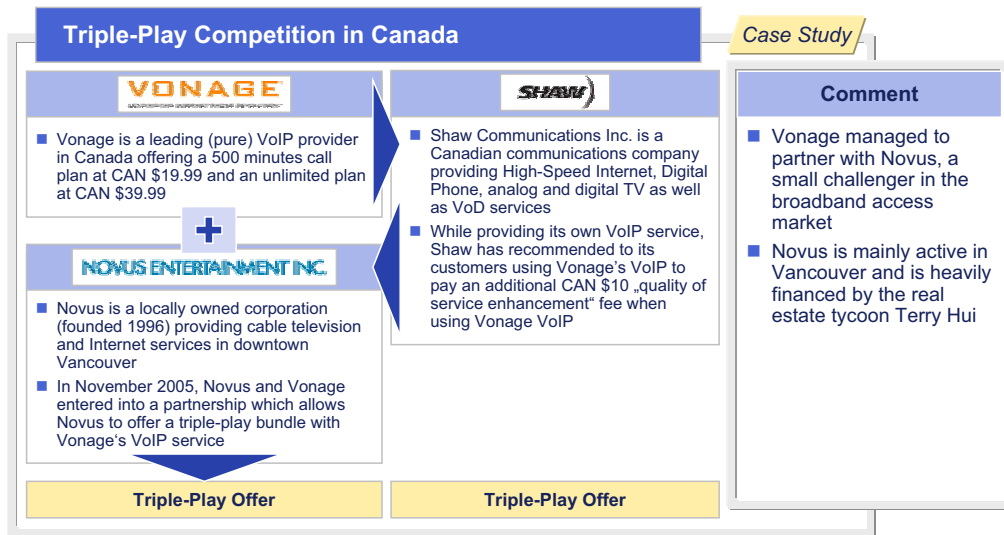 Triple-Play Competition in Canada
Case Study
VONAGE
Vonage is a leading (pure) VoIP provider
in Canada offering a 500 minutes call
plan at CAN $19.99 and an unlimited plan
at CAN $39.99
+
NOVUS ENTERTAINMENT INC.
Novus is a locally owned corporation
(founded 1996) providing cable television
and Internet services in downtown
Vancouver
In November 2005, Novus and Vonage
entered into a partnership which allows
Novus to offer a triple-play bundle with
Vonage‘s VoIP service
Triple-Play Offer
SHAW)
Shaw Communications Inc. is a
Canadian communications company
providing High-Speed Internet, Digital
Phone, analog and digital TV as well
as VoD services
While providing its own VoIP service,
Shaw has recommended to its
customers using Vonage’s VoIP to
pay an additional CAN $10 „quality of
service enhancement“ fee when
using Vonage VoIP
Triple-Play Offer
Comment
Vonage managed to
partner with Novus, a
small challenger in the
broadband access
market
Novus is mainly active in
Vancouver and is heavily
financed by the real
estate tycoon Terry Hui